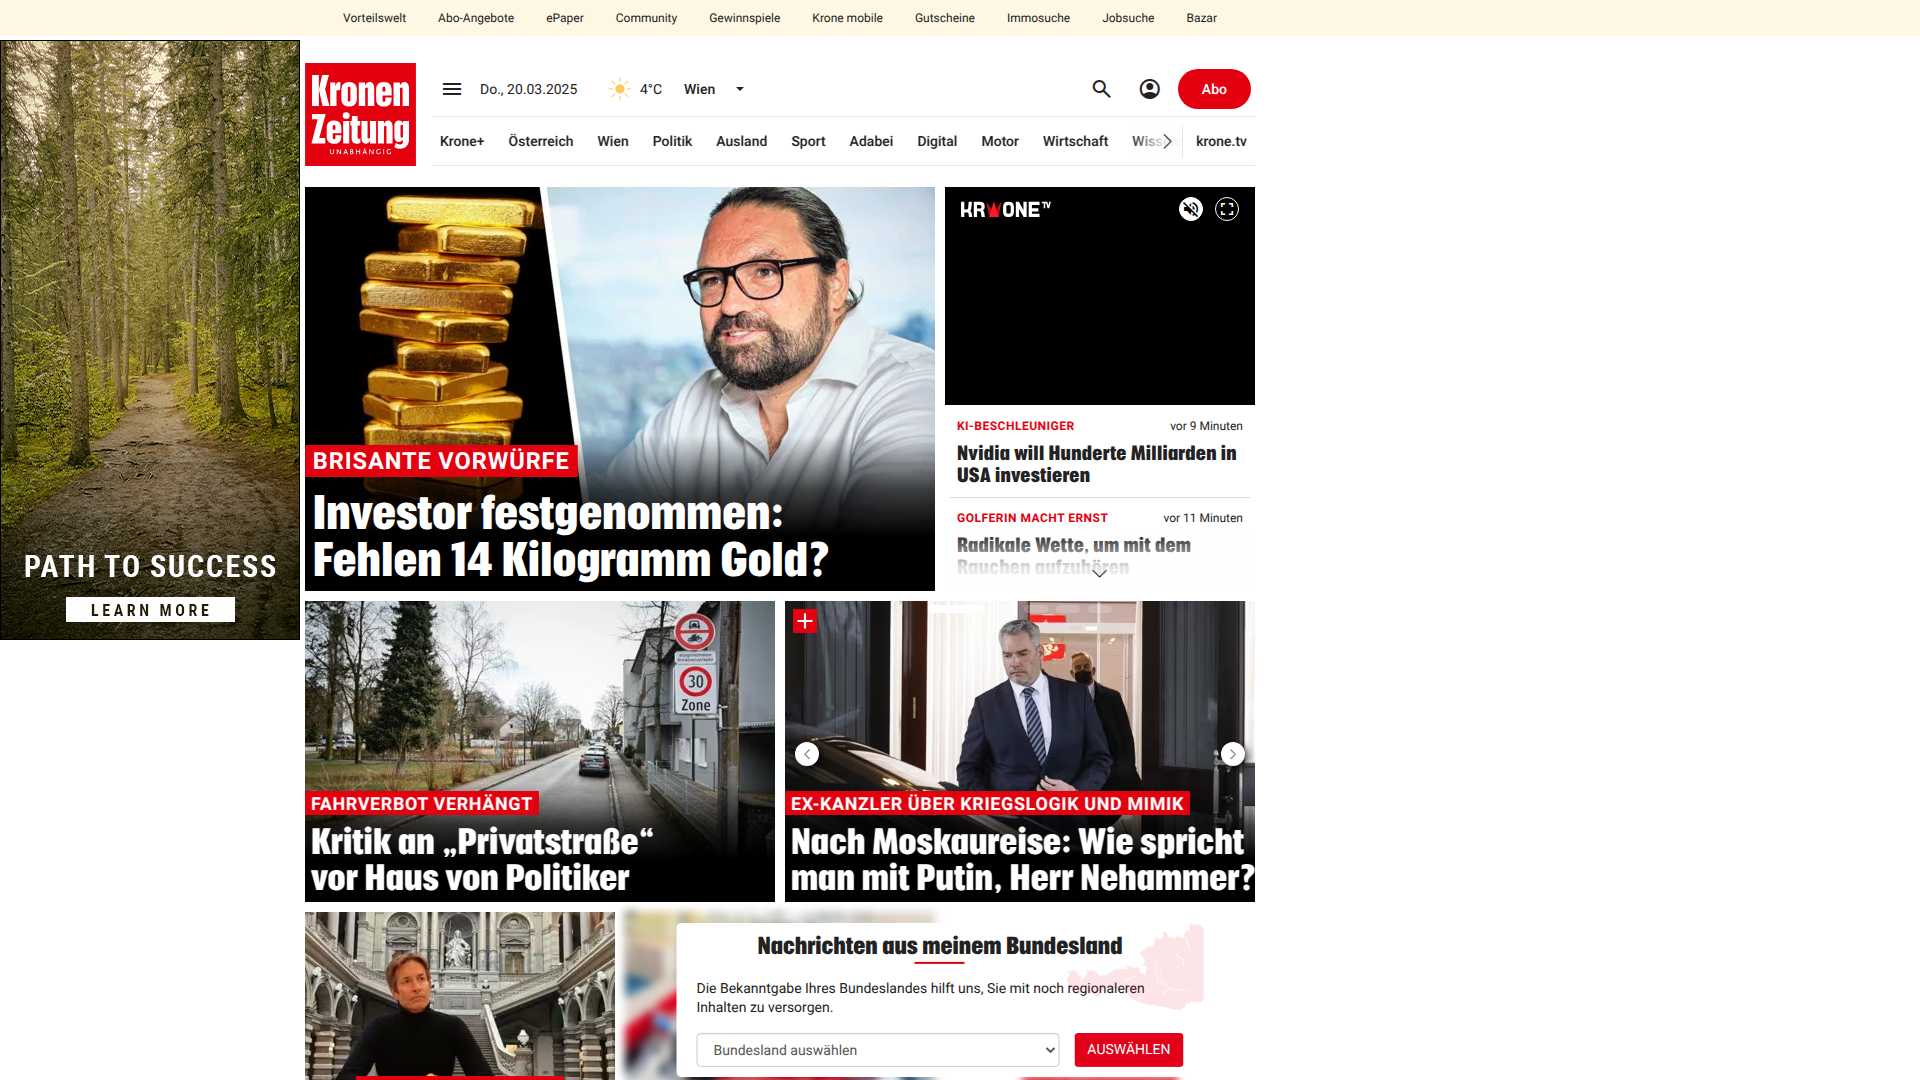 Vorteilswelt Abo-Angebote ePaper Community Gewinnspiele Krone mobile Gutscheine Immosuche Jobsuche Bazar
Kronen
Zeitung
UNABHÄNGIG
Do., 20.03.2025 4°C Wien
Abo
Krone+ Österreich Wien Politik Ausland Sport Adabei Digital Motor Wirtschaft Wiss krone.tv
PATH TO SUCCESS
LEARN MORE
BRISANTE VORWÜRFE
Investor festgenommen:
Fehlen 14 Kilogramm Gold?
KRONE TV
KI-BESCHLEUNIGER vor 9 Minuten
Nvidia will Hunderte Milliarden in
USA investieren
GOLFERIN MACHT ERNST vor 11 Minuten
Radikale Wette, um mit dem
Rauchen aufzuhören
30
Zone
FAHRVERBOT VERHÄNGT
Kritik an „Privatstraße“
vor Haus von Politiker
EX-KANZLER ÜBER KRIEGSLOGIK UND MIMIK
Nach Moskaureise: Wie spricht
man mit Putin, Herr Nehammer?
Nachrichten aus meinem Bundesland
Die Bekanntgabe Ihres Bundeslandes hilft uns, Sie mit noch regionaleren
Inhalten zu versorgen.
Bundesland auswählen
AUSWÄHLEN